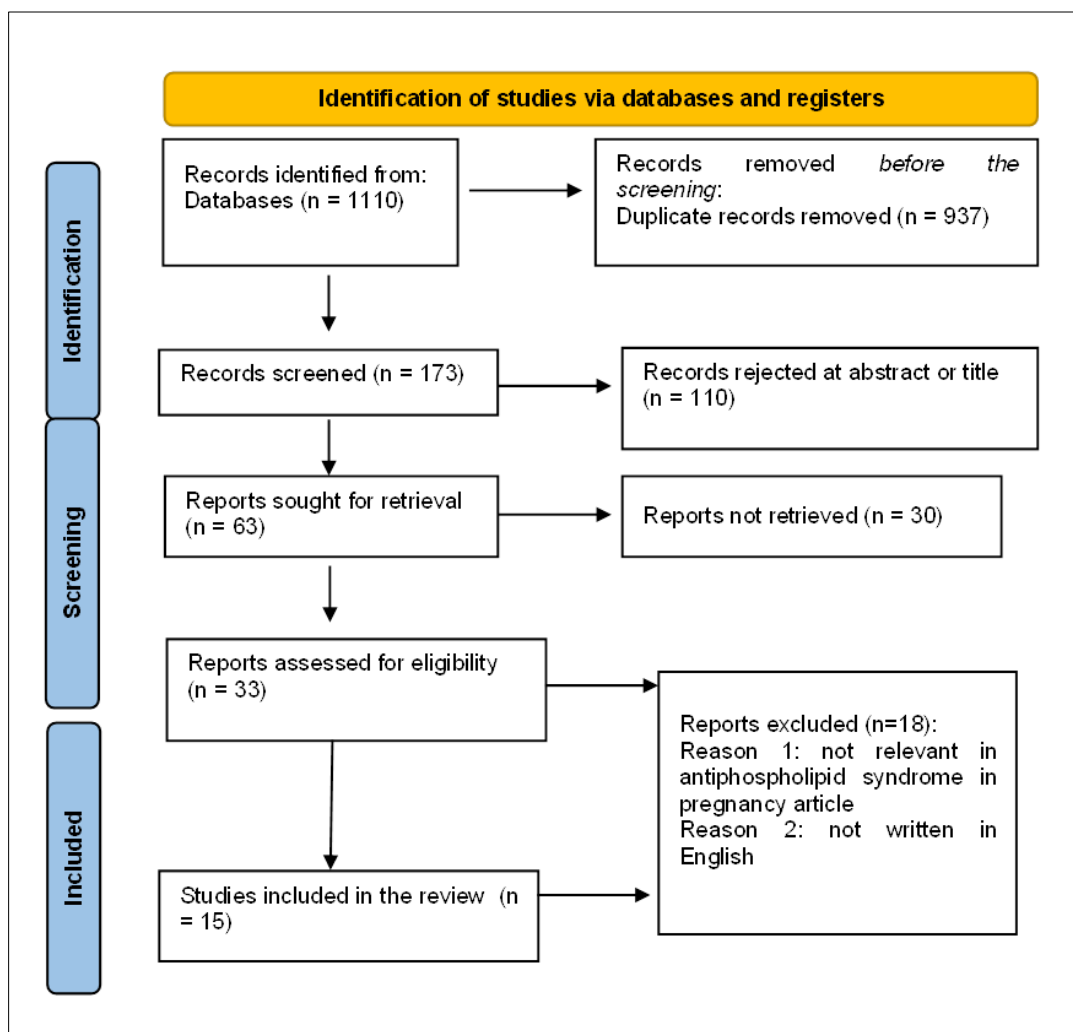 Identification of studies via databases and registers
Identification
Records identified from:
Databases (n = 1110)
Records removed before the
screening:
Duplicate records removed (n = 937)
Records screened (n = 173)
Records rejected at abstract or title
(n = 110)
Screening
Reports sought for retrieval
(n = 63)
Reports not retrieved (n = 30)
Reports assessed for eligibility
(n = 33)
Reports excluded (n=18):
Reason 1: not relevant in
antiphospholipid syndrome in
pregnancy article
Reason 2: not written in
English
Included
Studies included in the review (n
= 15)